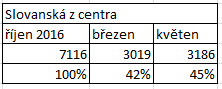 Slovanská z centra
říjen 2016 březen květen
7116 3019 3186
100% 42% 45%